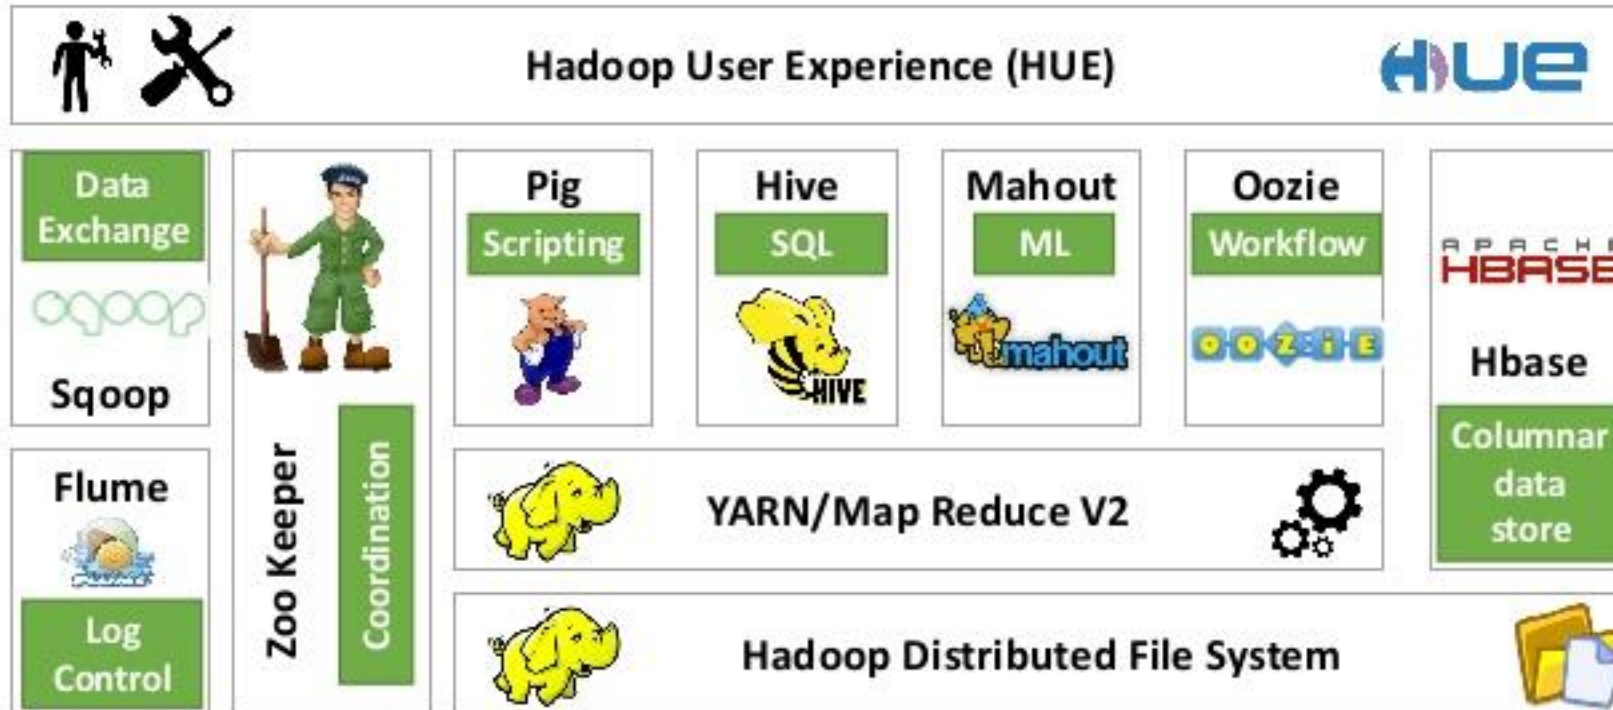 Hadoop User Experience (HUE)
HUE
Data
Exchange
sqoop
Sqoop
Flume
Log
Control
Zoo Keeper
Coordination
Pig
Scripting
Hive
SQL
HIVE
Mahout
ML
mahout
Oozie
Workflow
OOZiE
APACHE
HBASE
Hbase
Columnar
data
store
YARN/Map Reduce V2
Hadoop Distributed File System